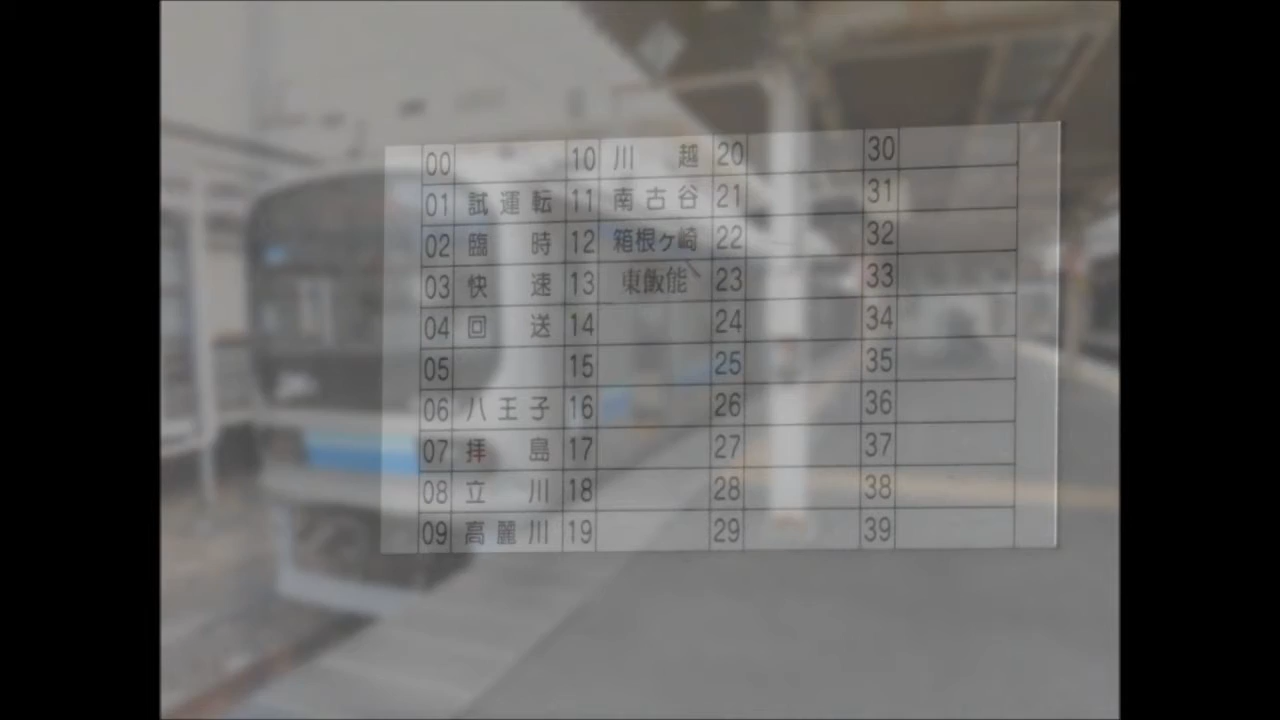 00 10 川越 20 30
01 試運転 11 南古谷 21 31
02 臨時 12 箱根ヶ崎 22 32
03 快速 13 東飯能 23 33
04 回送 14 24 34
05 15 25 35
06 八王子 16 26 36
07 拝島 17 27 37
08 立川 18 28 38
09 高麗川 19 29 39